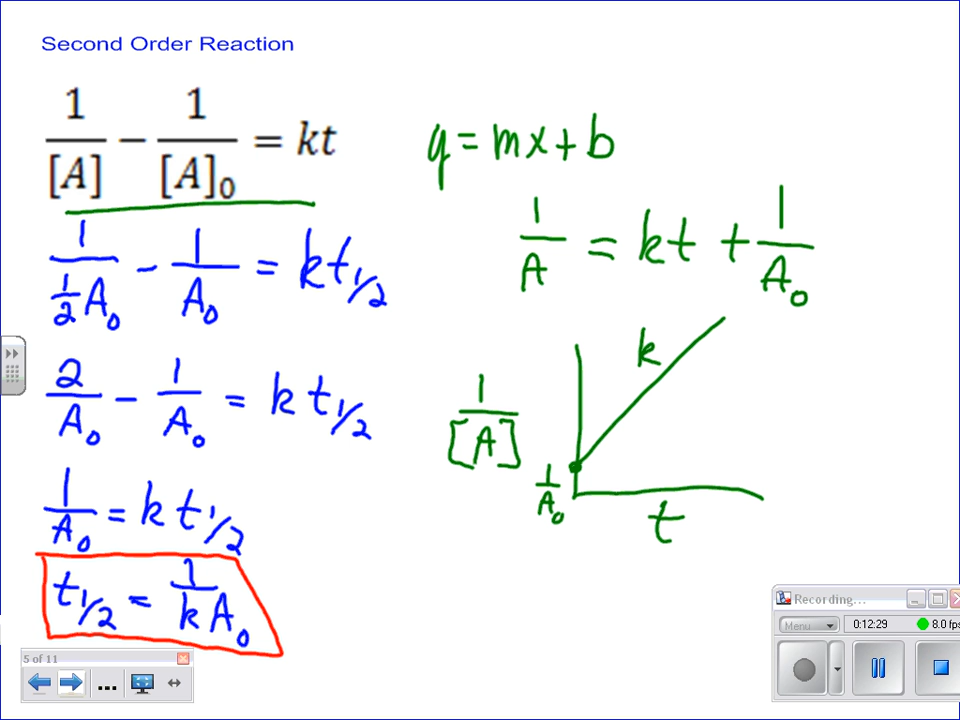 Second Order Reaction
1/[A] − 1/[A]₀ = kt
1/(½A₀) − 1/A₀ = kt₁/₂
2/A₀ − 1/A₀ = kt₁/₂
1/A₀ = kt₁/₂
t₁/₂ = 1/kA₀
y = mx + b
1/A = kt + 1/A₀
k
1/[A]
1/A₀
t
5 of 11
...
Recording...
Menu
0:12:29
8.0 fps